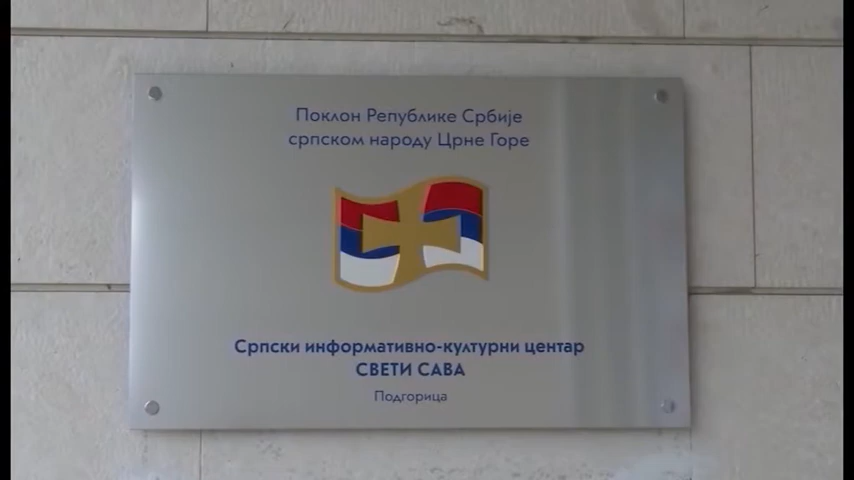 Поклон Републике Србије
српском народу Црне Горе
Српски информативно-културни центар
СВЕТИ САВА
Подгорица